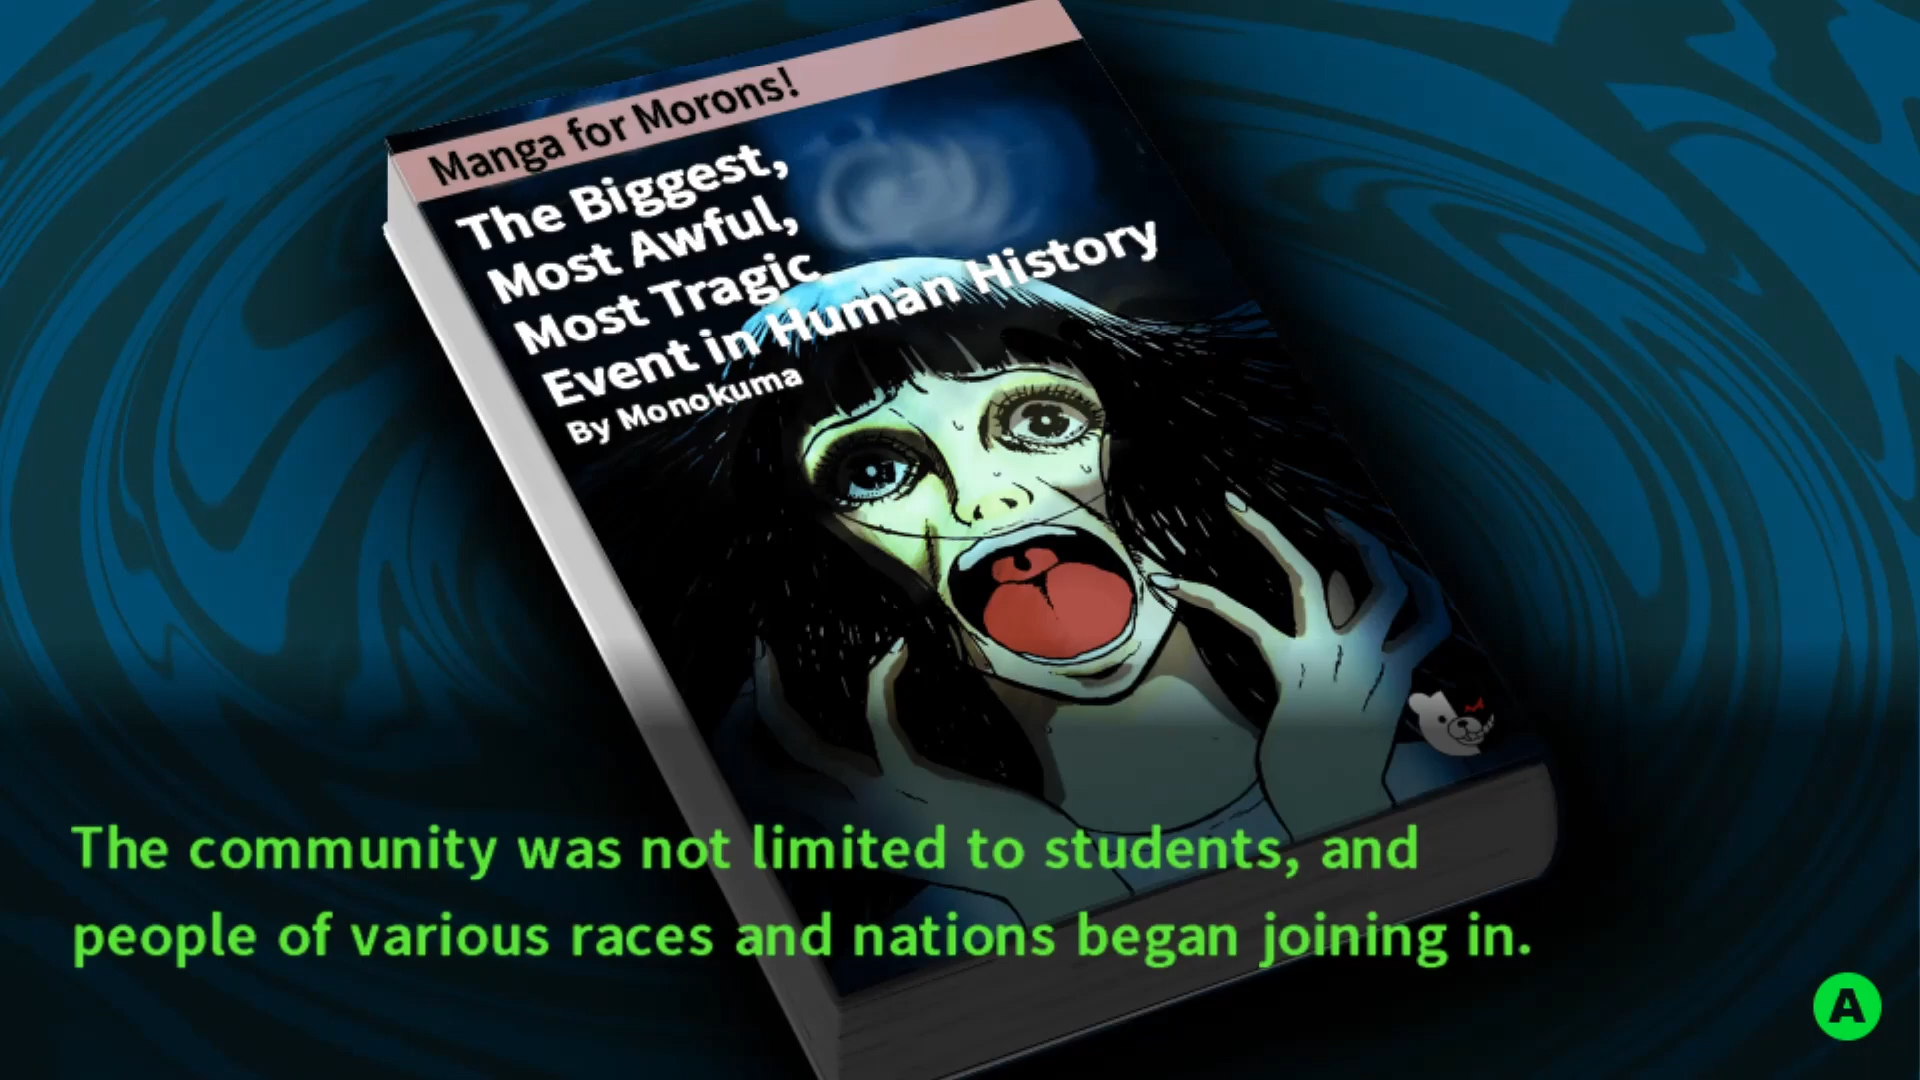 Manga for Morons!
The Biggest,
Most Awful,
Most Tragic
Event in Human History
By Monokuma
The community was not limited to students, and
people of various races and nations began joining in.
A